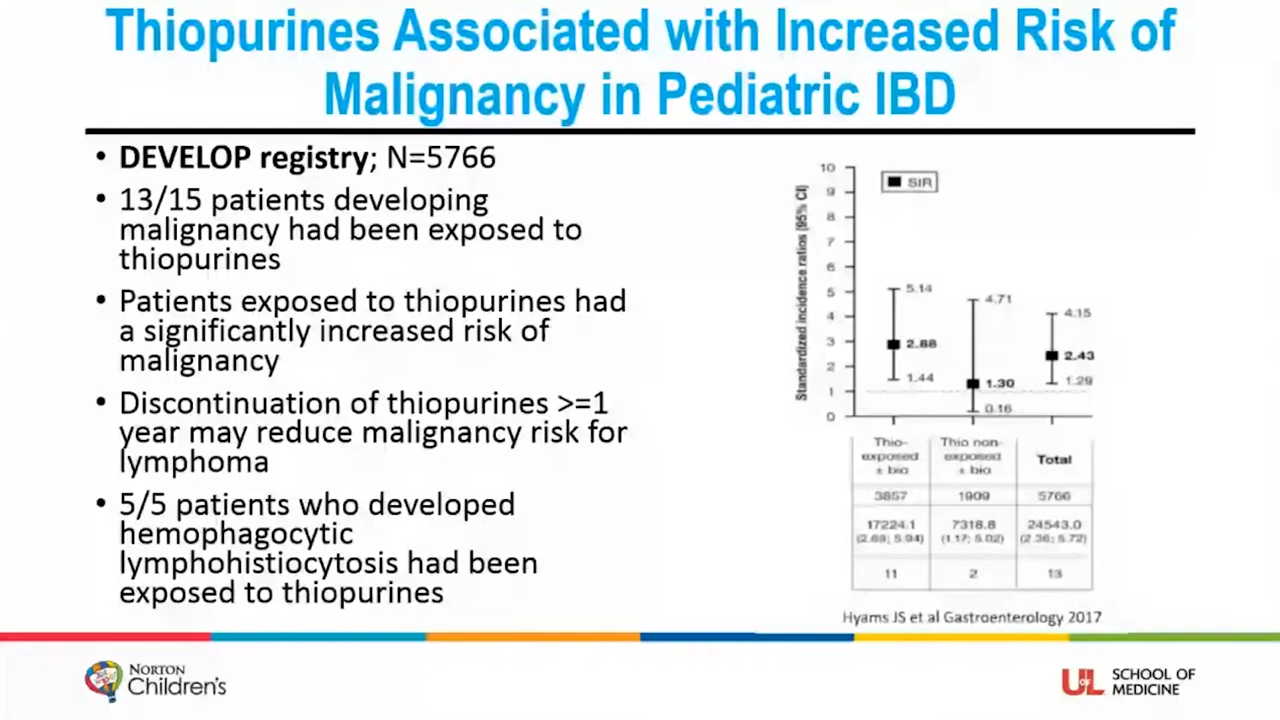 Thiopurines Associated with Increased Risk of
Malignancy in Pediatric IBD
• DEVELOP registry; N=5766
• 13/15 patients developing
malignancy had been exposed to
thiopurines
• Patients exposed to thiopurines had
a significantly increased risk of
malignancy
• Discontinuation of thiopurines >=1
year may reduce malignancy risk for
lymphoma
• 5/5 patients who developed
hemophagocytic
lymphohistiocytosis had been
exposed to thiopurines
Standardized incidence ratios [95% CI]
10
9
8
7
6
5
4
3
2
1
0
SIR
5.14
2.88
1.44
4.71
1.30
0.16
4.15
2.43
1.29
Thio-
exposed
± bio
Thio non-
exposed
± bio
Total
3857 1909 5766
17224.1 7318.8 24543.0
(2.69; 5.94) (1.17; 5.02) (2.36; 5.72)
11 2 13
Hyams JS et al Gastroenterology 2017
NORTON
Children's
UofL
SCHOOL OF
MEDICINE